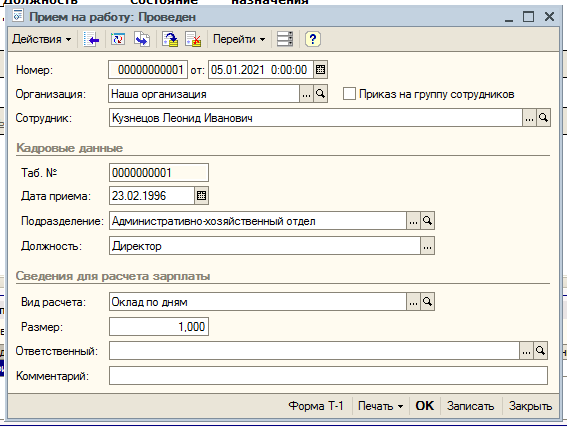 Должность Состояние назначения
Прием на работу: Проведен
Действия Перейти ?
Номер: 00000000001 от: 05.01.2021 0:00:00
Организация: Наша организация ... Приказ на группу сотрудников
Сотрудник: Кузнецов Леонид Иванович ...
Кадровые данные
Таб. № 0000000001
Дата приема: 23.02.1996
Подразделение: Административно-хозяйственный отдел ...
Должность: Директор ...
Сведения для расчета зарплаты
Вид расчета: Оклад по дням ...
Размер: 1,000
Ответственный: ...
Комментарий:
Форма Т-1 Печать OK Записать Закрыть